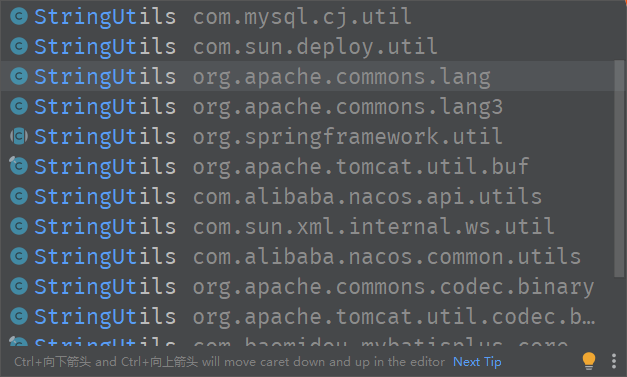 StringUtils com.mysql.cj.util
StringUtils com.sun.deploy.util
StringUtils org.apache.commons.lang
StringUtils org.apache.commons.lang3
StringUtils org.springframework.util
StringUtils org.apache.tomcat.util.buf
StringUtils com.alibaba.nacos.api.utils
StringUtils com.sun.xml.internal.ws.util
StringUtils com.alibaba.nacos.common.utils
StringUtils org.apache.commons.codec.binary
StringUtils org.apache.tomcat.util.codec.b…
StringUtils com.baomidou.mybatisplus.core
Ctrl+向下箭头 and Ctrl+向上箭头 will move caret down and up in the editor Next Tip